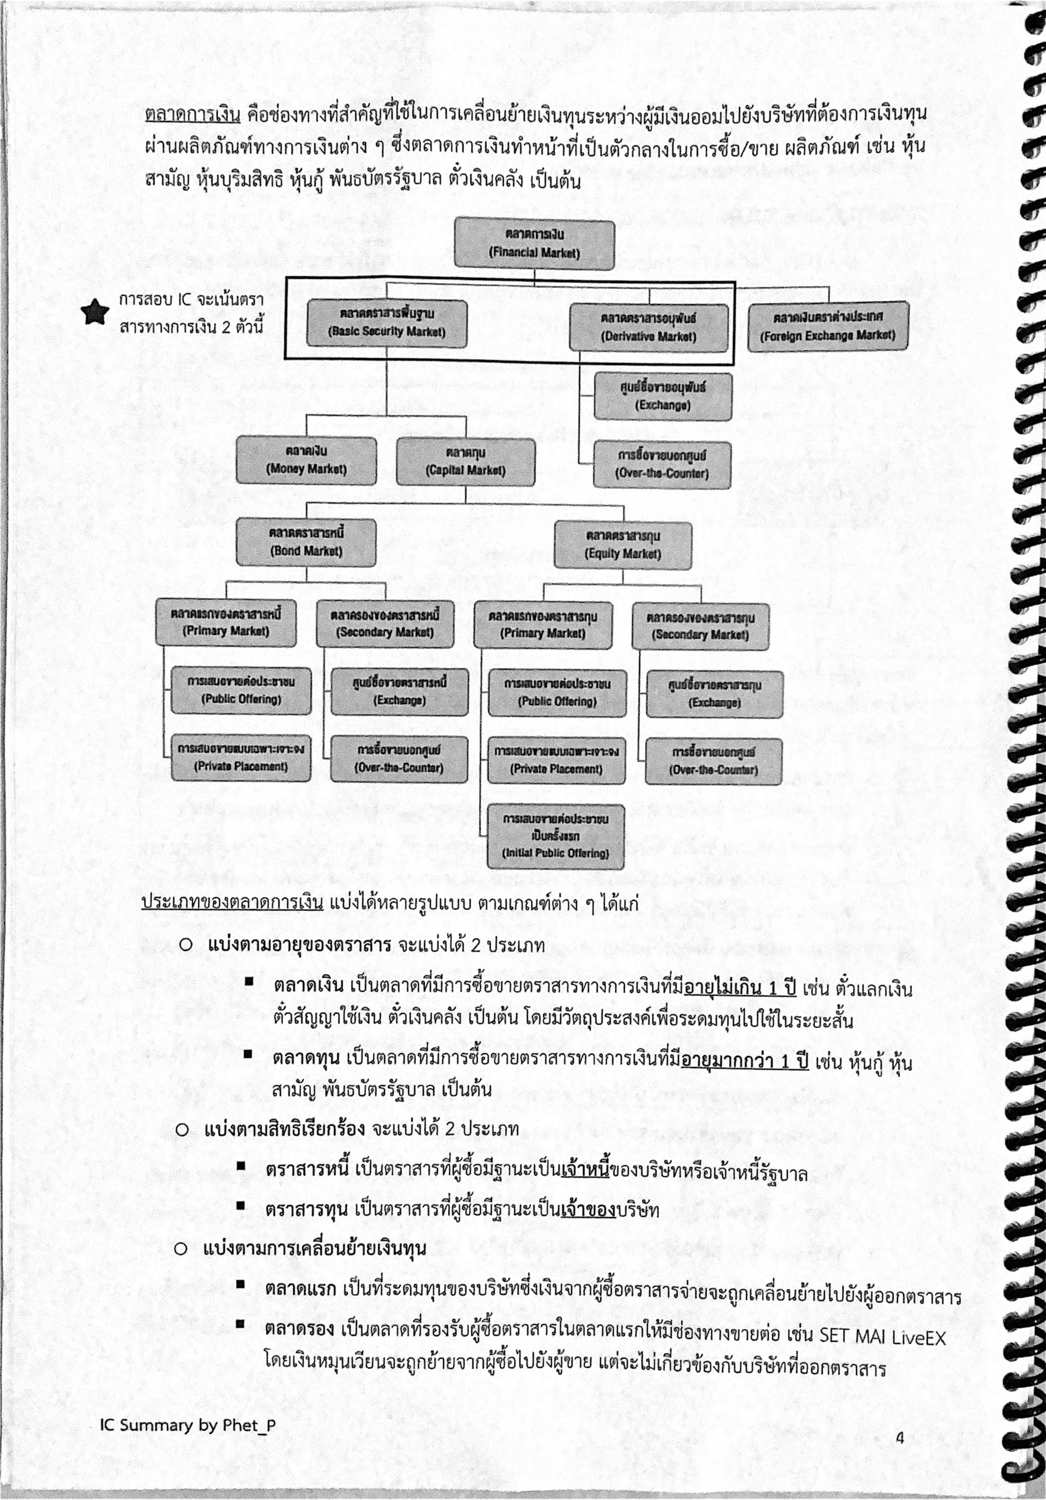 ตลาดการเงิน คือช่องทางที่สำคัญที่ใช้ในการเคลื่อนย้ายเงินทุนระหว่างผู้มีเงินออมไปยังบริษัทที่ต้องการเงินทุน
ผ่านผลิตภัณฑ์ทางการเงินต่าง ๆ ซึ่งตลาดการเงินทำหน้าที่เป็นตัวกลางในการซื้อ/ขาย ผลิตภัณฑ์ เช่น หุ้น
สามัญ หุ้นบุริมสิทธิ หุ้นกู้ พันธบัตรรัฐบาล ตั๋วเงินคลัง เป็นต้น
ตลาดการเงิน
(Financial Market)
การสอบ IC จะเน้นตรา
สารทางการเงิน 2 ตัวนี้
ตลาดตราสารพื้นฐาน
(Basic Security Market)
ตลาดตราสารอนุพันธ์
(Derivative Market)
ตลาดเงินตราต่างประเทศ
(Foreign Exchange Market)
ศูนย์ซื้อขายอนุพันธ์
(Exchange)
การซื้อขายนอกศูนย์
(Over-the-Counter)
ตลาดเงิน
(Money Market)
ตลาดทุน
(Capital Market)
ตลาดตราสารหนี้
(Bond Market)
ตลาดตราสารทุน
(Equity Market)
ตลาดแรกของตราสารหนี้
(Primary Market)
ตลาดรองของตราสารหนี้
(Secondary Market)
ตลาดแรกของตราสารทุน
(Primary Market)
ตลาดรองของตราสารทุน
(Secondary Market)
การเสนอขายต่อประชาชน
(Public Offering)
ศูนย์ซื้อขายตราสารหนี้
(Exchange)
การเสนอขายต่อประชาชน
(Public Offering)
ศูนย์ซื้อขายตราสารทุน
(Exchange)
การเสนอขายแบบเฉพาะเจาะจง
(Private Placement)
การซื้อขายนอกศูนย์
(Over-the-Counter)
การเสนอขายแบบเฉพาะเจาะจง
(Private Placement)
การซื้อขายนอกศูนย์
(Over-the-Counter)
การเสนอขายต่อประชาชน
เป็นครั้งแรก
(Initial Public Offering)
ประเภทของตลาดการเงิน แบ่งได้หลายรูปแบบ ตามเกณฑ์ต่าง ๆ ได้แก่
○ แบ่งตามอายุของตราสาร จะแบ่งได้ 2 ประเภท
▪ ตลาดเงิน เป็นตลาดที่มีการซื้อขายตราสารทางการเงินที่มีอายุไม่เกิน 1 ปี เช่น ตั๋วแลกเงิน
ตั๋วสัญญาใช้เงิน ตั๋วเงินคลัง เป็นต้น โดยมีวัตถุประสงค์เพื่อระดมทุนไปใช้ในระยะสั้น
▪ ตลาดทุน เป็นตลาดที่มีการซื้อขายตราสารทางการเงินที่มีอายุมากกว่า 1 ปี เช่น หุ้นกู้ หุ้น
สามัญ พันธบัตรรัฐบาล เป็นต้น
○ แบ่งตามสิทธิเรียกร้อง จะแบ่งได้ 2 ประเภท
▪ ตราสารหนี้ เป็นตราสารที่ผู้ซื้อมีฐานะเป็นเจ้าหนี้ของบริษัทหรือเจ้าหนี้รัฐบาล
▪ ตราสารทุน เป็นตราสารที่ผู้ซื้อมีฐานะเป็นเจ้าของบริษัท
○ แบ่งตามการเคลื่อนย้ายเงินทุน
▪ ตลาดแรก เป็นที่ระดมทุนของบริษัทซึ่งเงินจากผู้ซื้อตราสารจ่ายจะถูกเคลื่อนย้ายไปยังผู้ออกตราสาร
▪ ตลาดรอง เป็นตลาดที่รองรับผู้ซื้อตราสารในตลาดแรกให้มีช่องทางขายต่อ เช่น SET MAI LiveEX
โดยเงินหมุนเวียนจะถูกย้ายจากผู้ซื้อไปยังผู้ขาย แต่จะไม่เกี่ยวข้องกับบริษัทที่ออกตราสาร
IC Summary by Phet_P
4